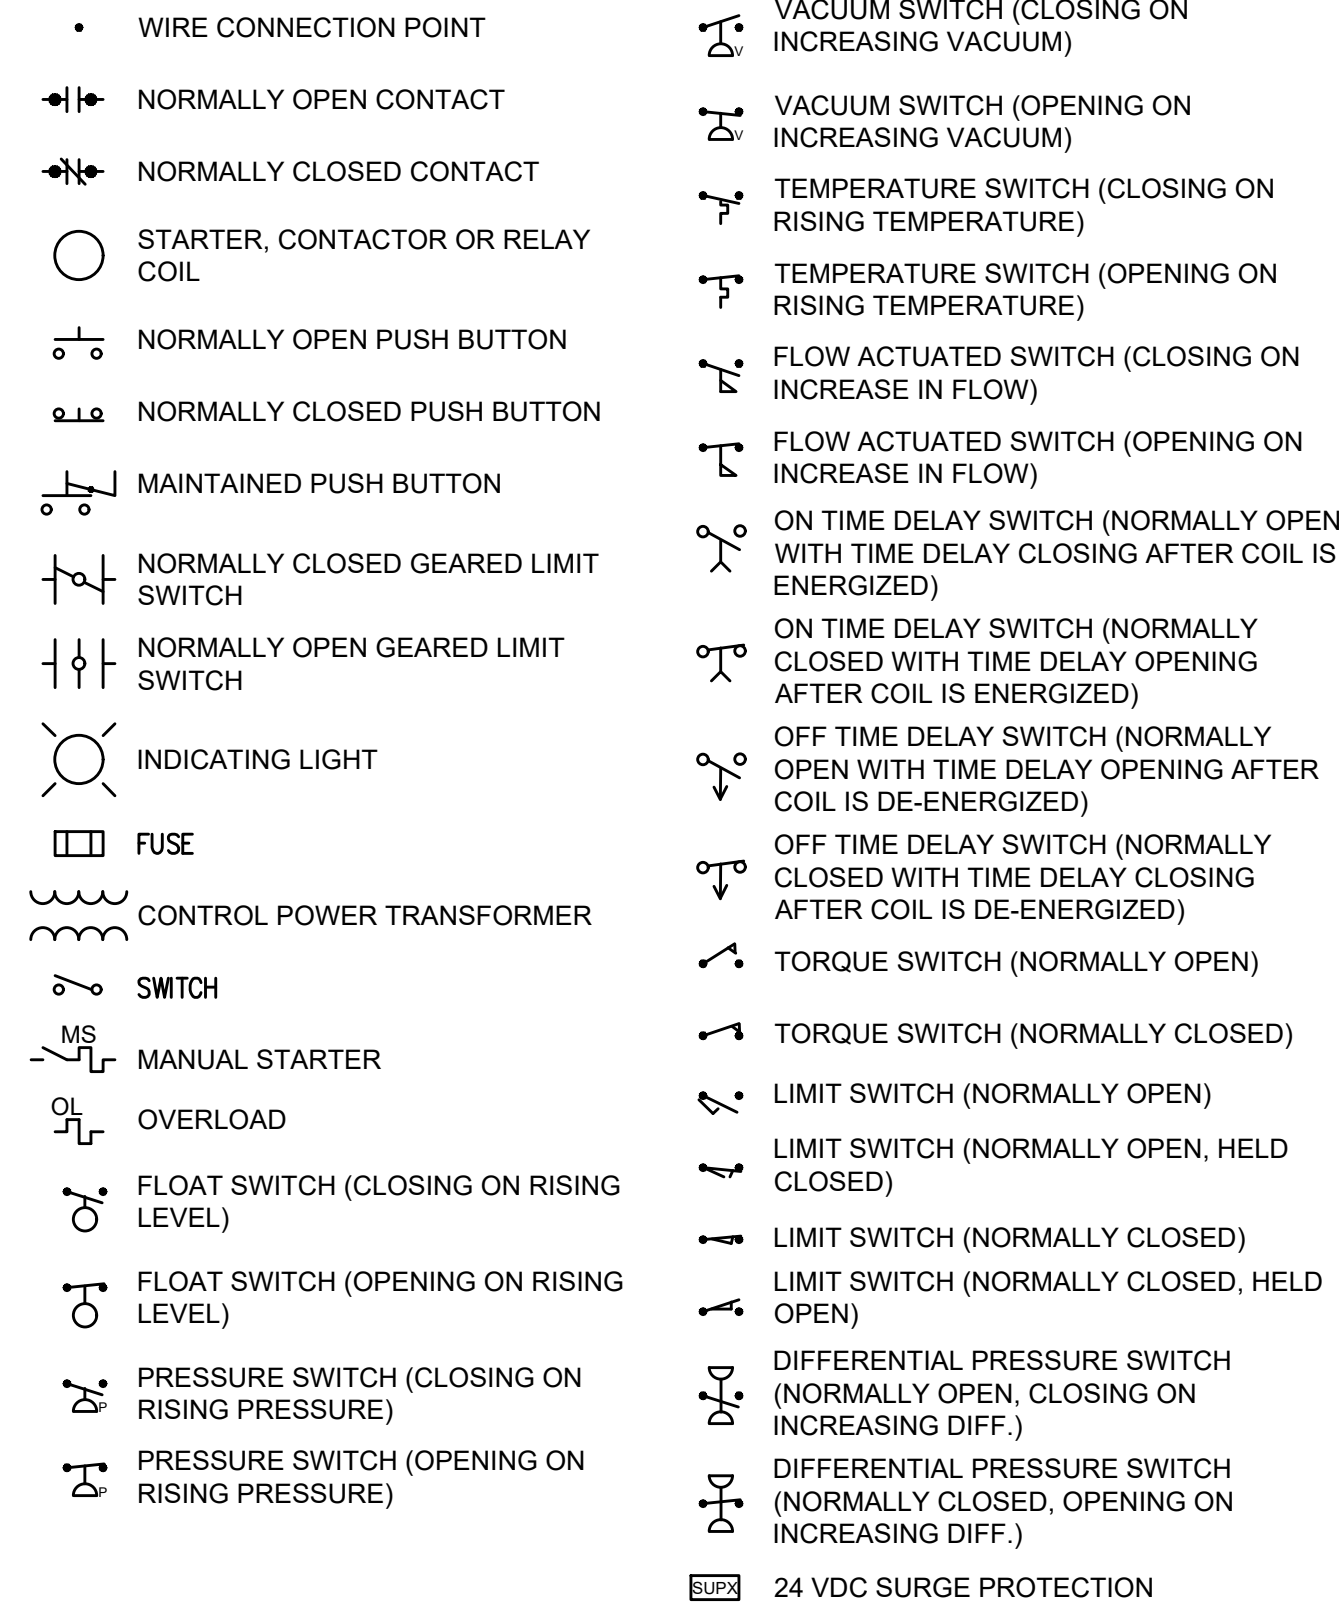 WIRE CONNECTION POINT
NORMALLY OPEN CONTACT
NORMALLY CLOSED CONTACT
STARTER, CONTACTOR OR RELAY
COIL
NORMALLY OPEN PUSH BUTTON
NORMALLY CLOSED PUSH BUTTON
MAINTAINED PUSH BUTTON
NORMALLY CLOSED GEARED LIMIT
SWITCH
NORMALLY OPEN GEARED LIMIT
SWITCH
INDICATING LIGHT
FUSE
CONTROL POWER TRANSFORMER
SWITCH
MS
MANUAL STARTER
OL
OVERLOAD
FLOAT SWITCH (CLOSING ON RISING
LEVEL)
FLOAT SWITCH (OPENING ON RISING
LEVEL)
PRESSURE SWITCH (CLOSING ON
P RISING PRESSURE)
PRESSURE SWITCH (OPENING ON
P RISING PRESSURE)
VACUUM SWITCH (CLOSING ON
V INCREASING VACUUM)
VACUUM SWITCH (OPENING ON
V INCREASING VACUUM)
TEMPERATURE SWITCH (CLOSING ON
RISING TEMPERATURE)
TEMPERATURE SWITCH (OPENING ON
RISING TEMPERATURE)
FLOW ACTUATED SWITCH (CLOSING ON
INCREASE IN FLOW)
FLOW ACTUATED SWITCH (OPENING ON
INCREASE IN FLOW)
ON TIME DELAY SWITCH (NORMALLY OPEN
WITH TIME DELAY CLOSING AFTER COIL IS
ENERGIZED)
ON TIME DELAY SWITCH (NORMALLY
CLOSED WITH TIME DELAY OPENING
AFTER COIL IS ENERGIZED)
OFF TIME DELAY SWITCH (NORMALLY
OPEN WITH TIME DELAY OPENING AFTER
COIL IS DE-ENERGIZED)
OFF TIME DELAY SWITCH (NORMALLY
CLOSED WITH TIME DELAY CLOSING
AFTER COIL IS DE-ENERGIZED)
TORQUE SWITCH (NORMALLY OPEN)
TORQUE SWITCH (NORMALLY CLOSED)
LIMIT SWITCH (NORMALLY OPEN)
LIMIT SWITCH (NORMALLY OPEN, HELD
CLOSED)
LIMIT SWITCH (NORMALLY CLOSED)
LIMIT SWITCH (NORMALLY CLOSED, HELD
OPEN)
DIFFERENTIAL PRESSURE SWITCH
(NORMALLY OPEN, CLOSING ON
INCREASING DIFF.)
DIFFERENTIAL PRESSURE SWITCH
(NORMALLY CLOSED, OPENING ON
INCREASING DIFF.)
SUPX 24 VDC SURGE PROTECTION